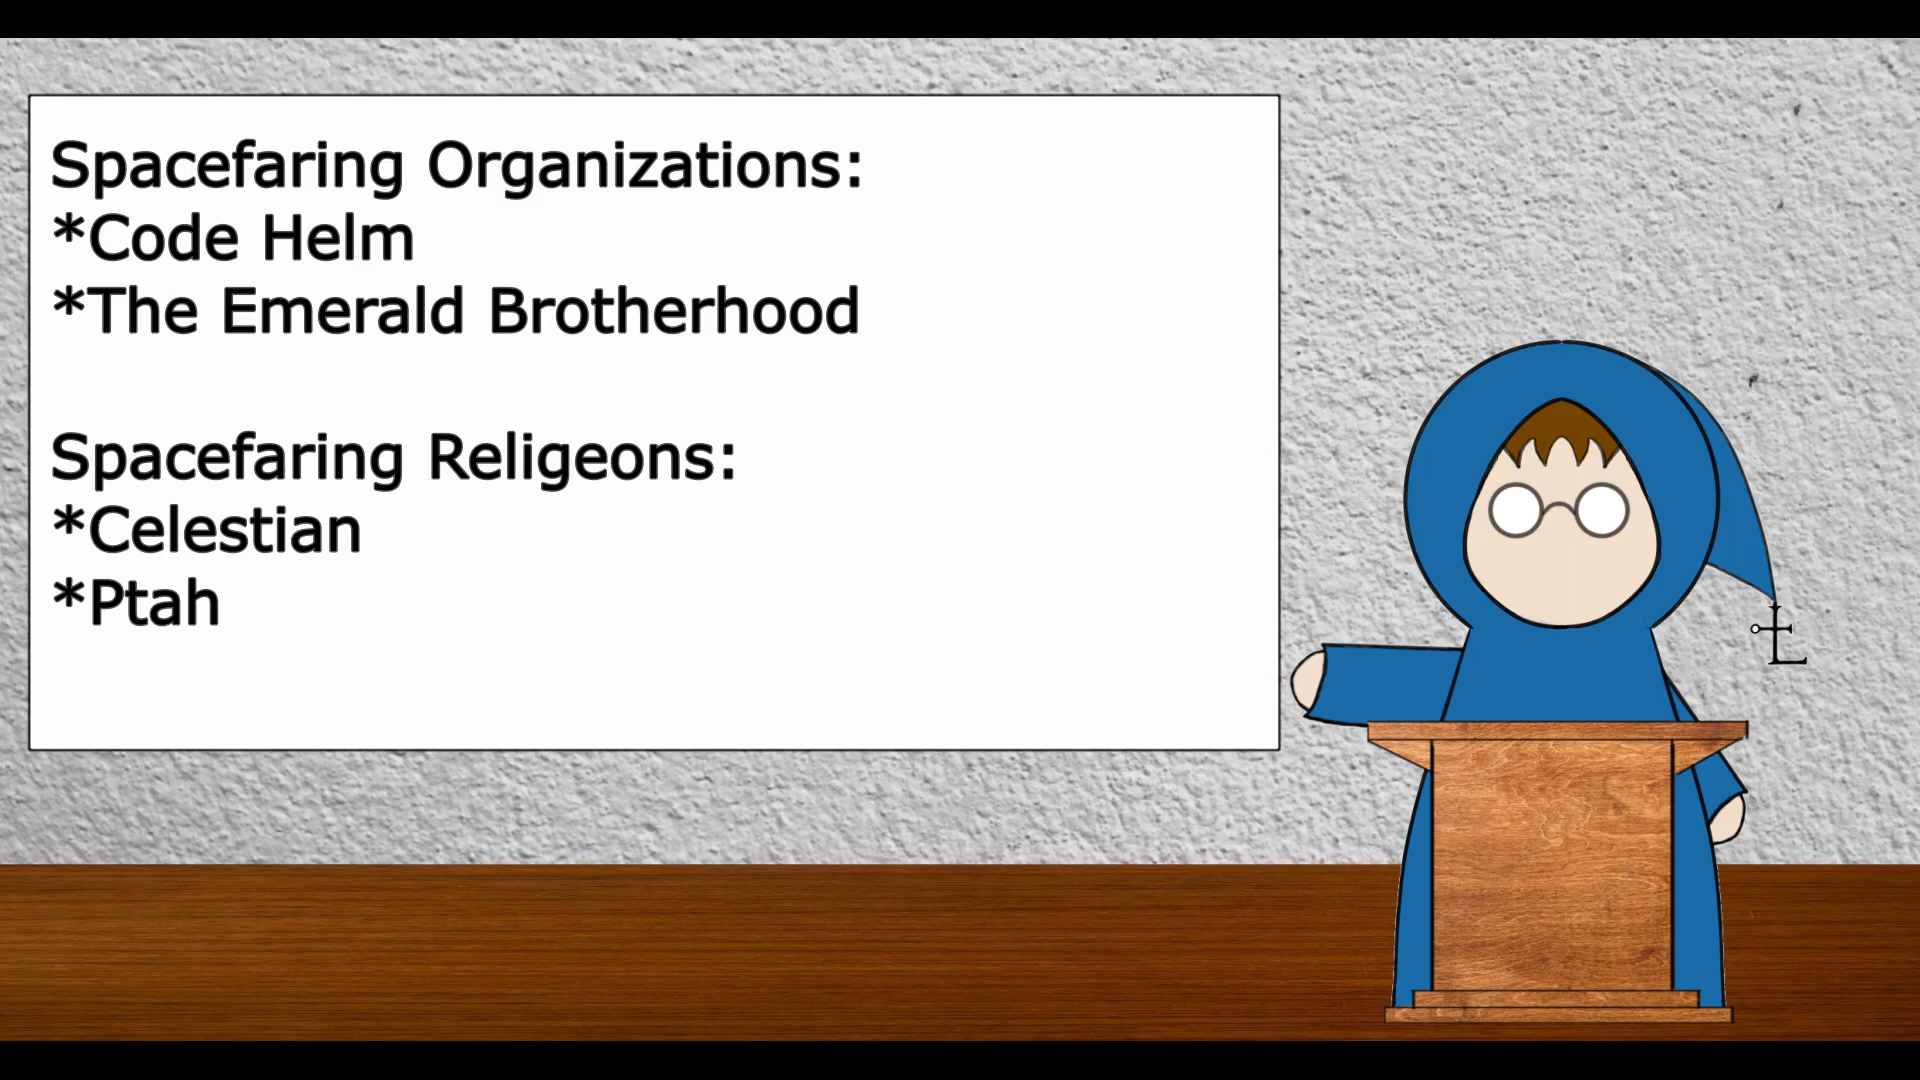 Spacefaring Organizations:
*Code Helm
*The Emerald Brotherhood
Spacefaring Religeons:
*Celestian
*Ptah